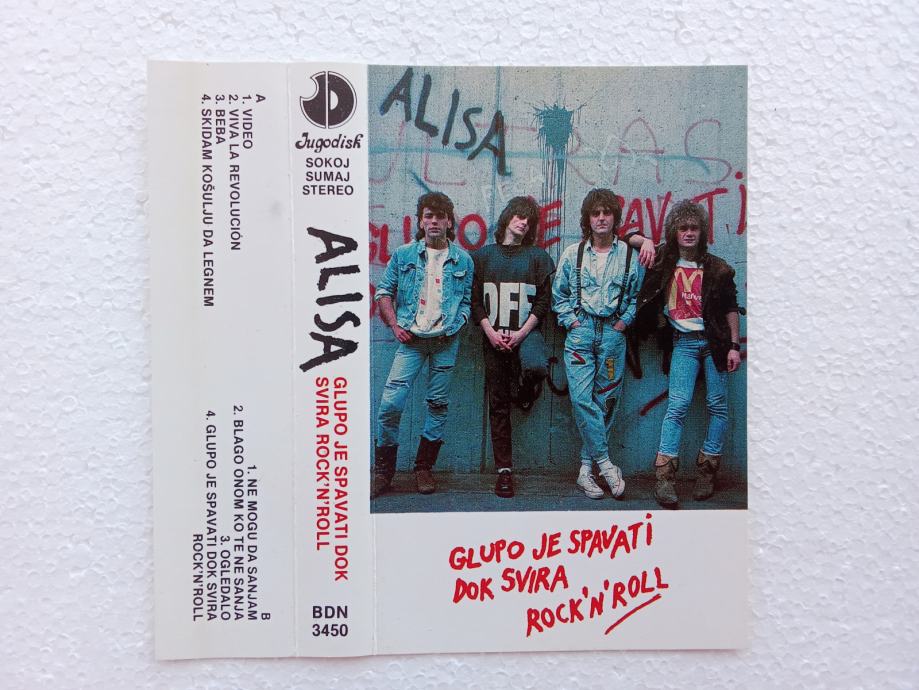 A
1. VIDEO
2. VIVA LA REVOLUCIÓN
3. BEBA
4. SKIDAM KOŠULJU DA LEGNEM
B
1. NE MOGU DA SANJAM
2. BLAGO ONOM KO TE NE SANJA
3. OGLEDALO
4. GLUPO JE SPAVATI DOK SVIRA
ROCK'N'ROLL
Jugodisk
SOKOJ
SUMAJ
STEREO
ALISA
GLUPO JE SPAVATI DOK
SVIRA ROCK'N'ROLL
BDN
3450
ALISA
GLUPO JE SPAVATI
OFF
M
GLUPO JE SPAVATI
DOK SVIRA
ROCK'N'ROLL